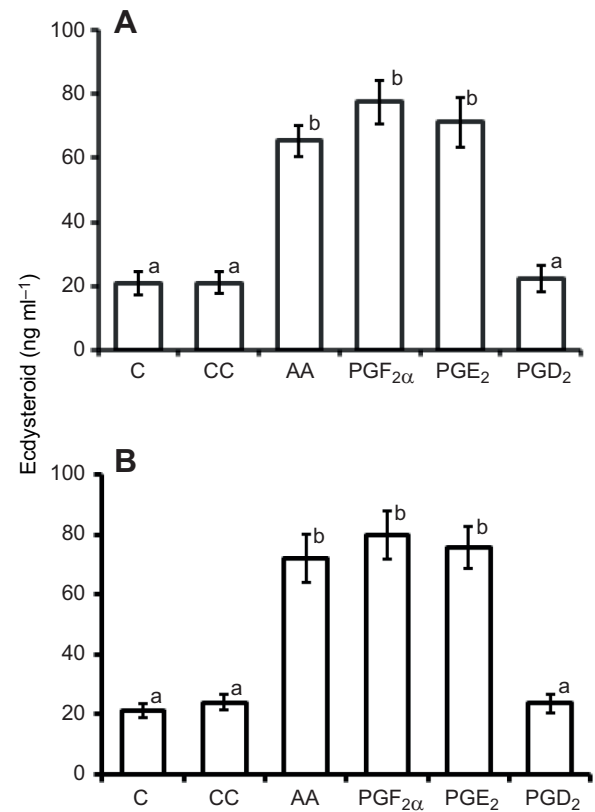 A
100
80
60
40
20
0
a
a
b
b
b
a
C CC AA PGF2α PGE2 PGD2
Ecdysteroid (ng ml–1)
B
100
80
60
40
20
0
a
a
b
b
b
a
C CC AA PGF2α PGE2 PGD2